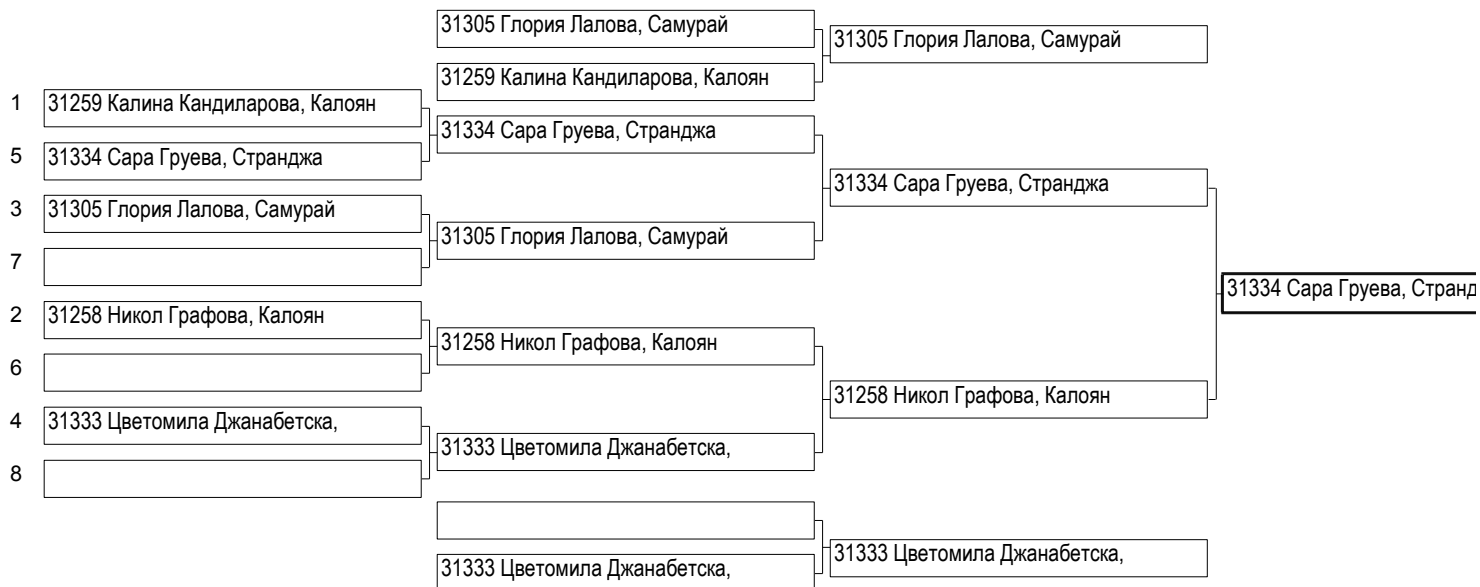 31305 Глория Лалова, Самурай
31305 Глория Лалова, Самурай
31259 Калина Кандиларова, Калоян
1 31259 Калина Кандиларова, Калоян
31334 Сара Груева, Странджа
5 31334 Сара Груева, Странджа
31334 Сара Груева, Странджа
3 31305 Глория Лалова, Самурай
31305 Глория Лалова, Самурай
7
31334 Сара Груева, Странд
2 31258 Никол Графова, Калоян
31258 Никол Графова, Калоян
6
31258 Никол Графова, Калоян
4 31333 Цветомила Джанабетска,
31333 Цветомила Джанабетска,
8
31333 Цветомила Джанабетска,
31333 Цветомила Джанабетска,